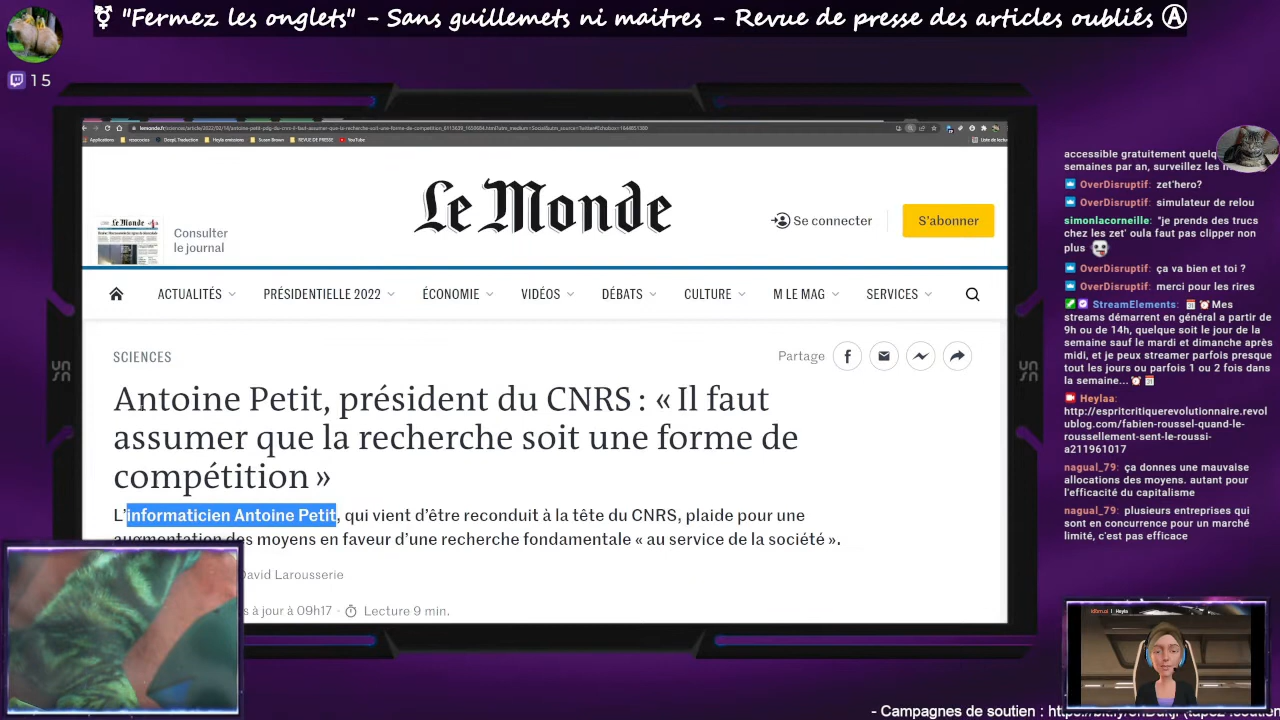 ⚧ "Fermez les onglets" - Sans guillemets ni maitres - Revue de presse des articles oubliés Ⓐ
15
Applications
REVUE DE PRESSE
YouTube
Le Monde
Consulter
le journal
Se connecter
S'abonner
ACTUALITÉS
PRÉSIDENTIELLE 2022
ÉCONOMIE
VIDÉOS
DÉBATS
CULTURE
M LE MAG
SERVICES
SCIENCES
Partage
Antoine Petit, président du CNRS : « Il faut
assumer que la recherche soit une forme de
compétition »
L'informaticien Antoine Petit, qui vient d'être reconduit à la tête du CNRS, plaide pour une
augmentation des moyens en faveur d'une recherche fondamentale « au service de la société ».
David Larousserie
s à jour à 09h17 - Lecture 9 min.
accessible gratuitement quelq
semaines par an, surveillez les
OverDisruptif: zet'hero?
OverDisruptif: simulateur de relou
simonlacorneille: "je prends des trucs
chez les zet' oula faut pas clipper non
plus
OverDisruptif: ça va bien et toi ?
OverDisruptif: merci pour les rires
StreamElements: Mes
streams démarrent en général a partir de
9h ou de 14h, quelque soit le jour de la
semaine sauf le mardi et dimanche après
midi, et je peux streamer parfois presque
tout les jours ou parfois 1 ou 2 fois dans
la semaine...
Heylaa:
http://espritcritiquerevolutionnaire.revol
ublog.com/fabien-roussel-quand-le-
roussellement-sent-le-roussi-
a211961017
nagual_79: ça donnes une mauvaise
allocations des moyens. autant pour
l'efficacité du capitalisme
nagual_79: plusieurs entreprises qui
sont en concurrence pour un marché
limité, c'est pas efficace
Heyla
- Campagnes de soutien :